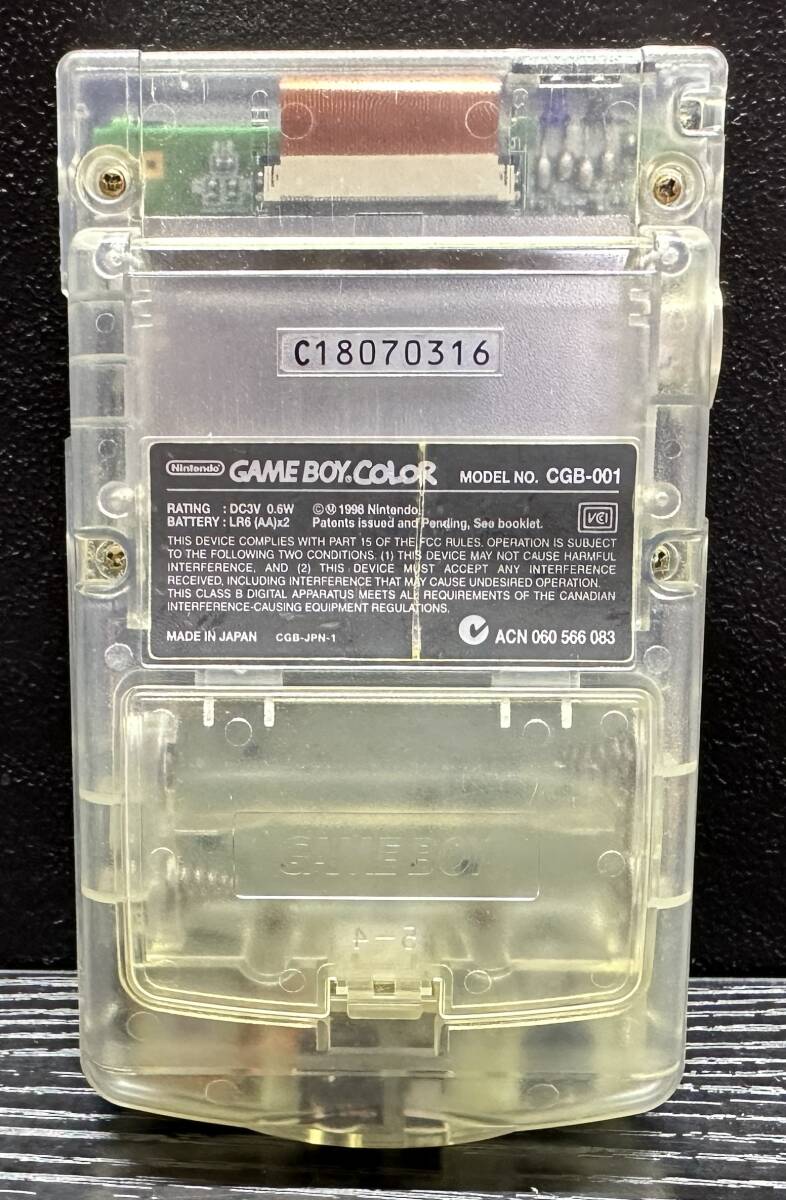 C18070316
Nintendo® GAME BOY® COLOR MODEL NO. CGB-001
RATING : DC3V 0.6W ©Ⓜ1998 Nintendo.
BATTERY : LR6 (AA)x2 Patents issued and Pending, See booklet.
VCI
THIS DEVICE COMPLIES WITH PART 15 OF THE FCC RULES. OPERATION IS SUBJECT
TO THE FOLLOWING TWO CONDITIONS. (1) THIS DEVICE MAY NOT CAUSE HARMFUL
INTERFERENCE, AND (2) THIS DEVICE MUST ACCEPT ANY INTERFERENCE
RECEIVED, INCLUDING INTERFERENCE THAT MAY CAUSE UNDESIRED OPERATION.
THIS CLASS B DIGITAL APPARATUS MEETS ALL REQUIREMENTS OF THE CANADIAN
INTERFERENCE-CAUSING EQUIPMENT REGULATIONS.
MADE IN JAPAN CGB-JPN-1 ACN 060 566 083
GAME BOY
5-4